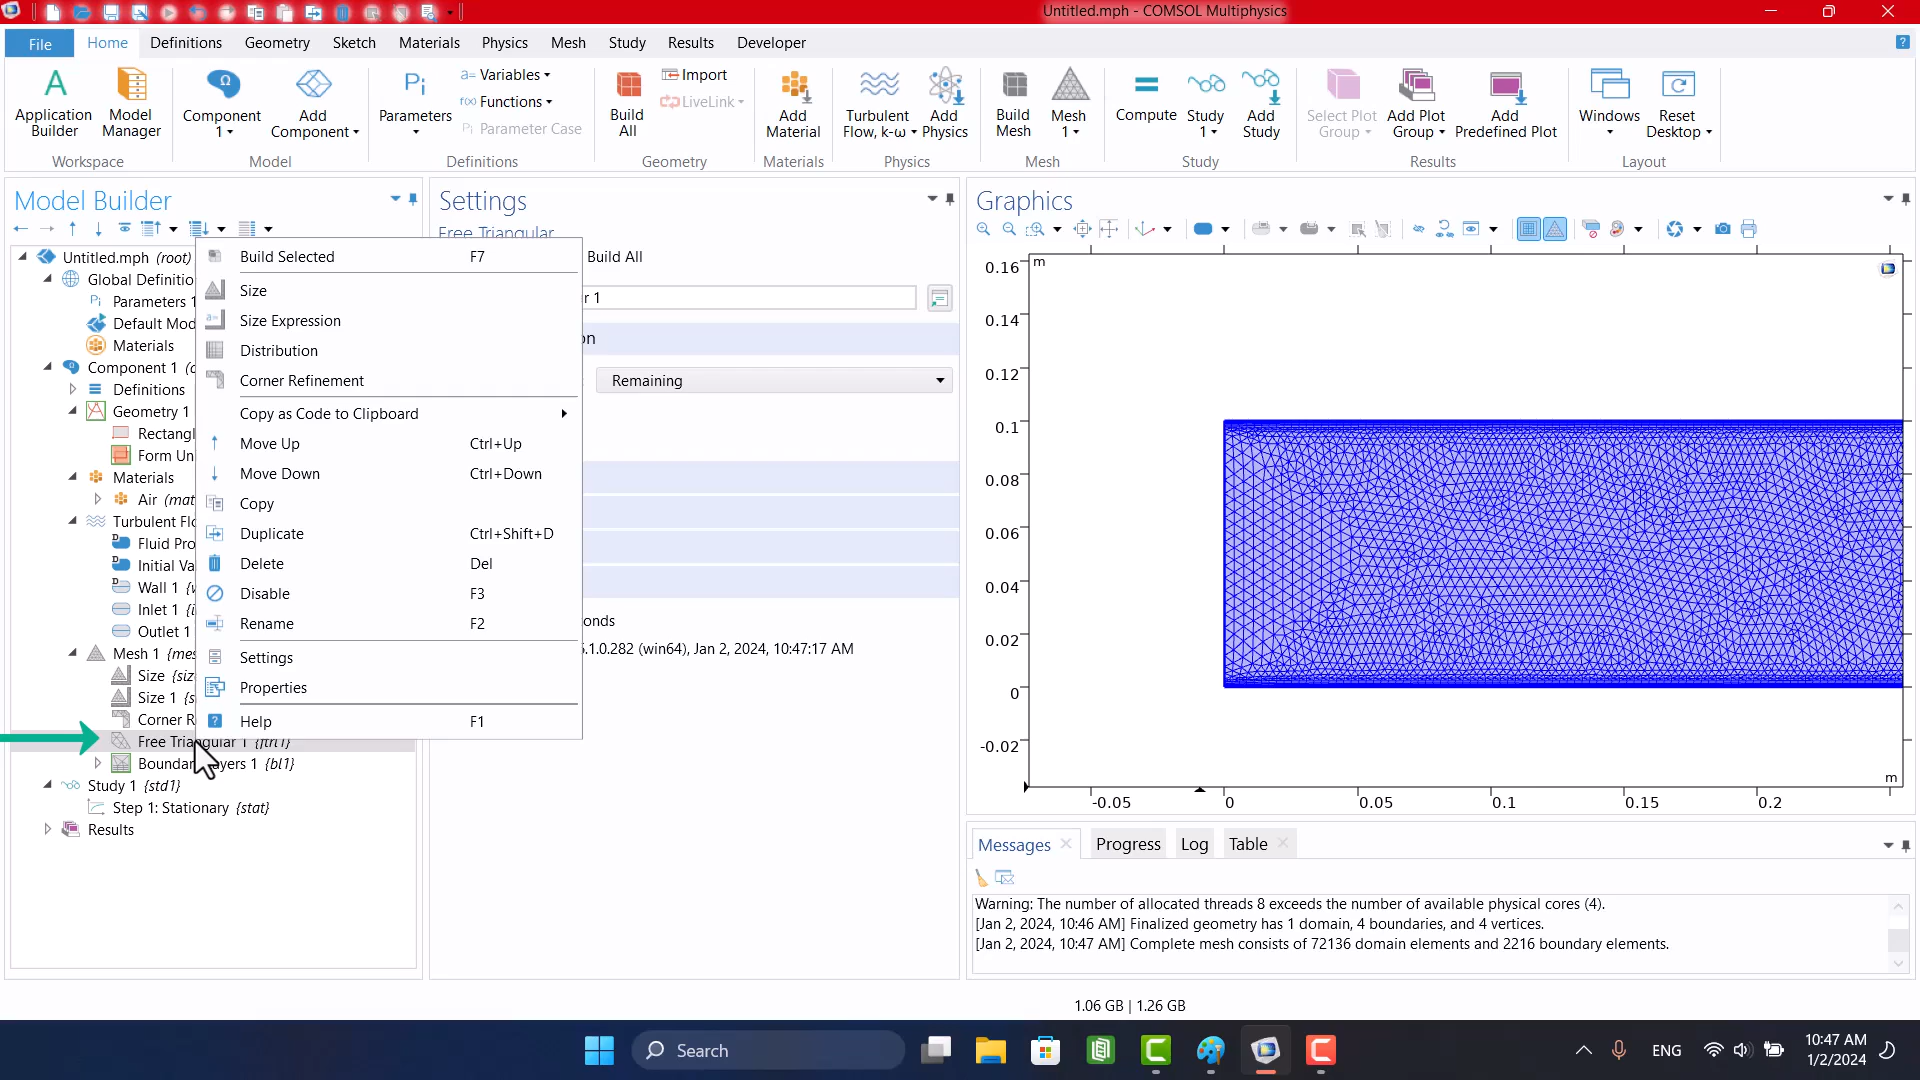 Untitled.mph - COMSOL Multiphysics
File Home Definitions Geometry Sketch Materials Physics Mesh Study Results Developer
Application Builder
Model Manager
Workspace
Component 1
Add Component
Model
Parameters
a= Variables
f(x) Functions
Pi Parameter Case
Definitions
Build All
Import
LiveLink
Geometry
Add Material
Materials
Turbulent Flow, k-ω
Add Physics
Physics
Build Mesh
Mesh 1
Mesh
Compute
Study 1
Add Study
Study
Select Plot Group
Add Plot Group
Add Predefined Plot
Results
Windows
Reset Desktop
Layout
Model Builder
Untitled.mph (root)
Global Definitio
Pi Parameters 1
Default Mod
Materials
Component 1 (c
Definitions
Geometry 1
Rectangl
Form Un
Materials
Air (mat
Turbulent Flo
Fluid Pro
Initial Va
Wall 1 {w
Inlet 1 {i
Outlet 1
Mesh 1 {mes
Size {siz
Size 1 {s
Corner R
Free Triangular 1 {ftri1}
Boundar ayers 1 {bl1}
Study 1 {std1}
Step 1: Stationary {stat}
Results
Build Selected F7
Size
Size Expression
Distribution
Corner Refinement
Copy as Code to Clipboard
Move Up Ctrl+Up
Move Down Ctrl+Down
Copy
Duplicate Ctrl+Shift+D
Delete Del
Disable F3
Rename F2
Settings
Properties
Help F1
Settings
Free Triangular
Build All
r 1
on
Remaining
onds
.1.0.282 (win64), Jan 2, 2024, 10:47:17 AM
Graphics
m
0.16
0.14
0.12
0.1
0.08
0.06
0.04
0.02
0
-0.02
m
-0.05 0 0.05 0.1 0.15 0.2
Messages Progress Log Table
Warning: The number of allocated threads 8 exceeds the number of available physical cores (4).
[Jan 2, 2024, 10:46 AM] Finalized geometry has 1 domain, 4 boundaries, and 4 vertices.
[Jan 2, 2024, 10:47 AM] Complete mesh consists of 72136 domain elements and 2216 boundary elements.
1.06 GB | 1.26 GB
Search
ENG
10:47 AM
1/2/2024